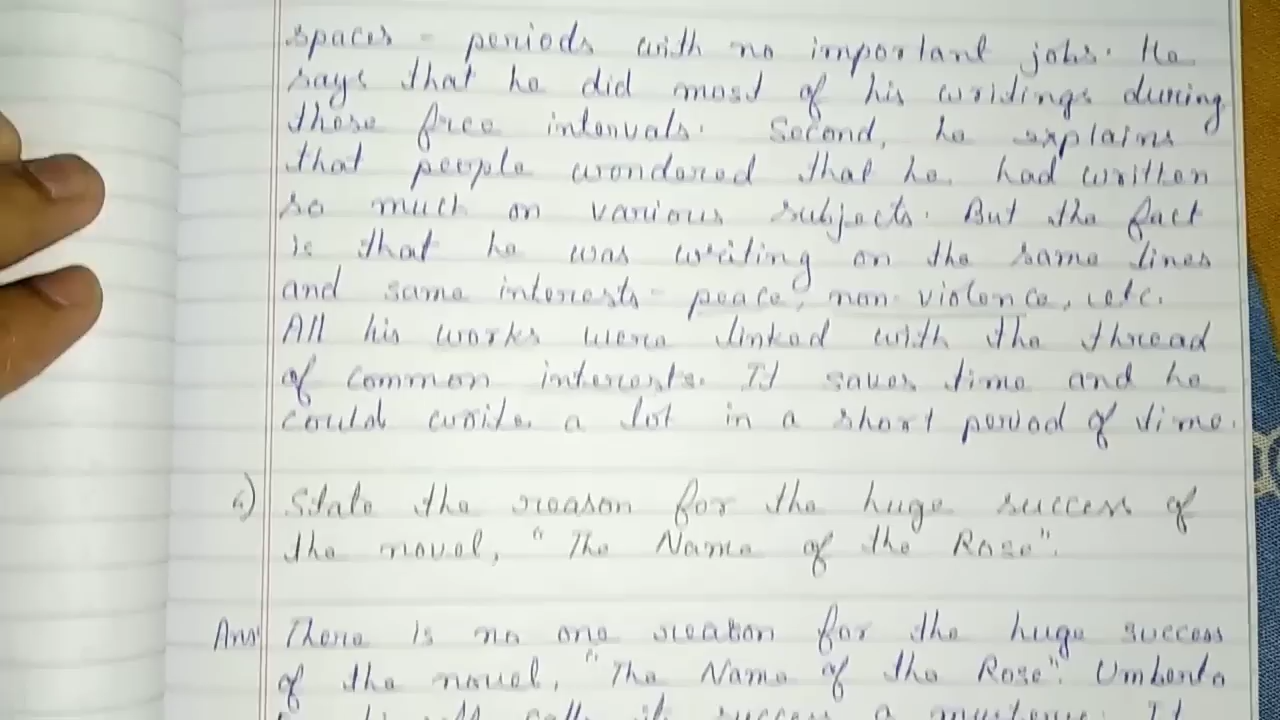 spaces - periods with no important jobs. He
says that he did most of his writings during
these free intervals. Second, he explains
that people wondered that he had written
so much on various subjects. But the fact
is that he was writing on the same lines
and same interests - peace, non-violence, etc.
All his works were linked with the thread
of common interests. It saves time and he
could write a lot in a short period of time.
State the reason for the huge success of
the novel, "The Name of the Rose".
Ans: There is no one reason for the huge success
of the novel, "The Name of the Rose". Umberto
success a mystery. It